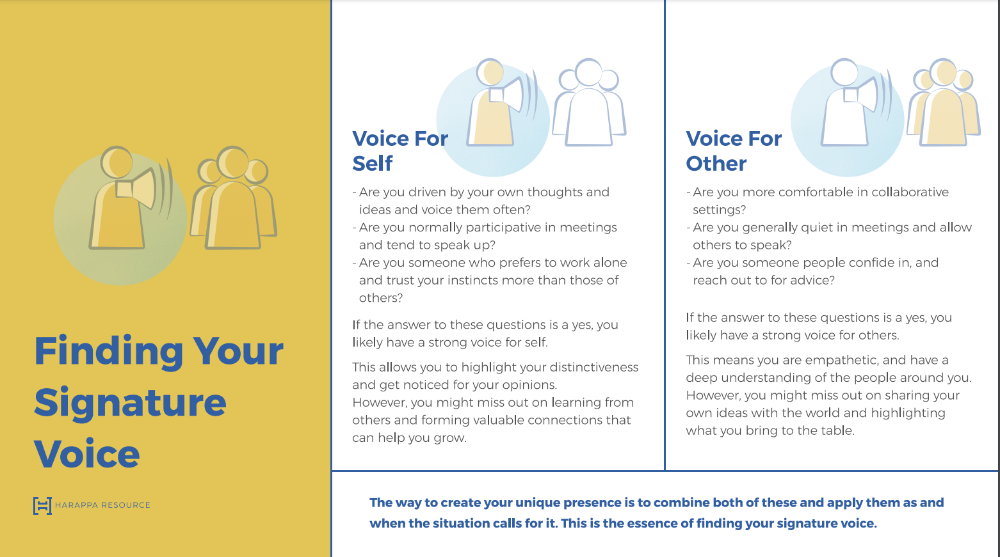 Finding Your
Signature
Voice
HARAPPA RESOURCE
Voice For
Self
- Are you driven by your own thoughts and
ideas and voice them often?
- Are you normally participative in meetings
and tend to speak up?
- Are you someone who prefers to work alone
and trust your instincts more than those of
others?
If the answer to these questions is a yes, you
likely have a strong voice for self.
This allows you to highlight your distinctiveness
and get noticed for your opinions.
However, you might miss out on learning from
others and forming valuable connections that
can help you grow.
Voice For
Other
- Are you more comfortable in collaborative
settings?
- Are you generally quiet in meetings and allow
others to speak?
- Are you someone people confide in, and
reach out to for advice?
If the answer to these questions is a yes, you
likely have a strong voice for others.
This means you are empathetic, and have a
deep understanding of the people around you.
However, you might miss out on sharing your
own ideas with the world and highlighting
what you bring to the table.
The way to create your unique presence is to combine both of these and apply them as and
when the situation calls for it. This is the essence of finding your signature voice.